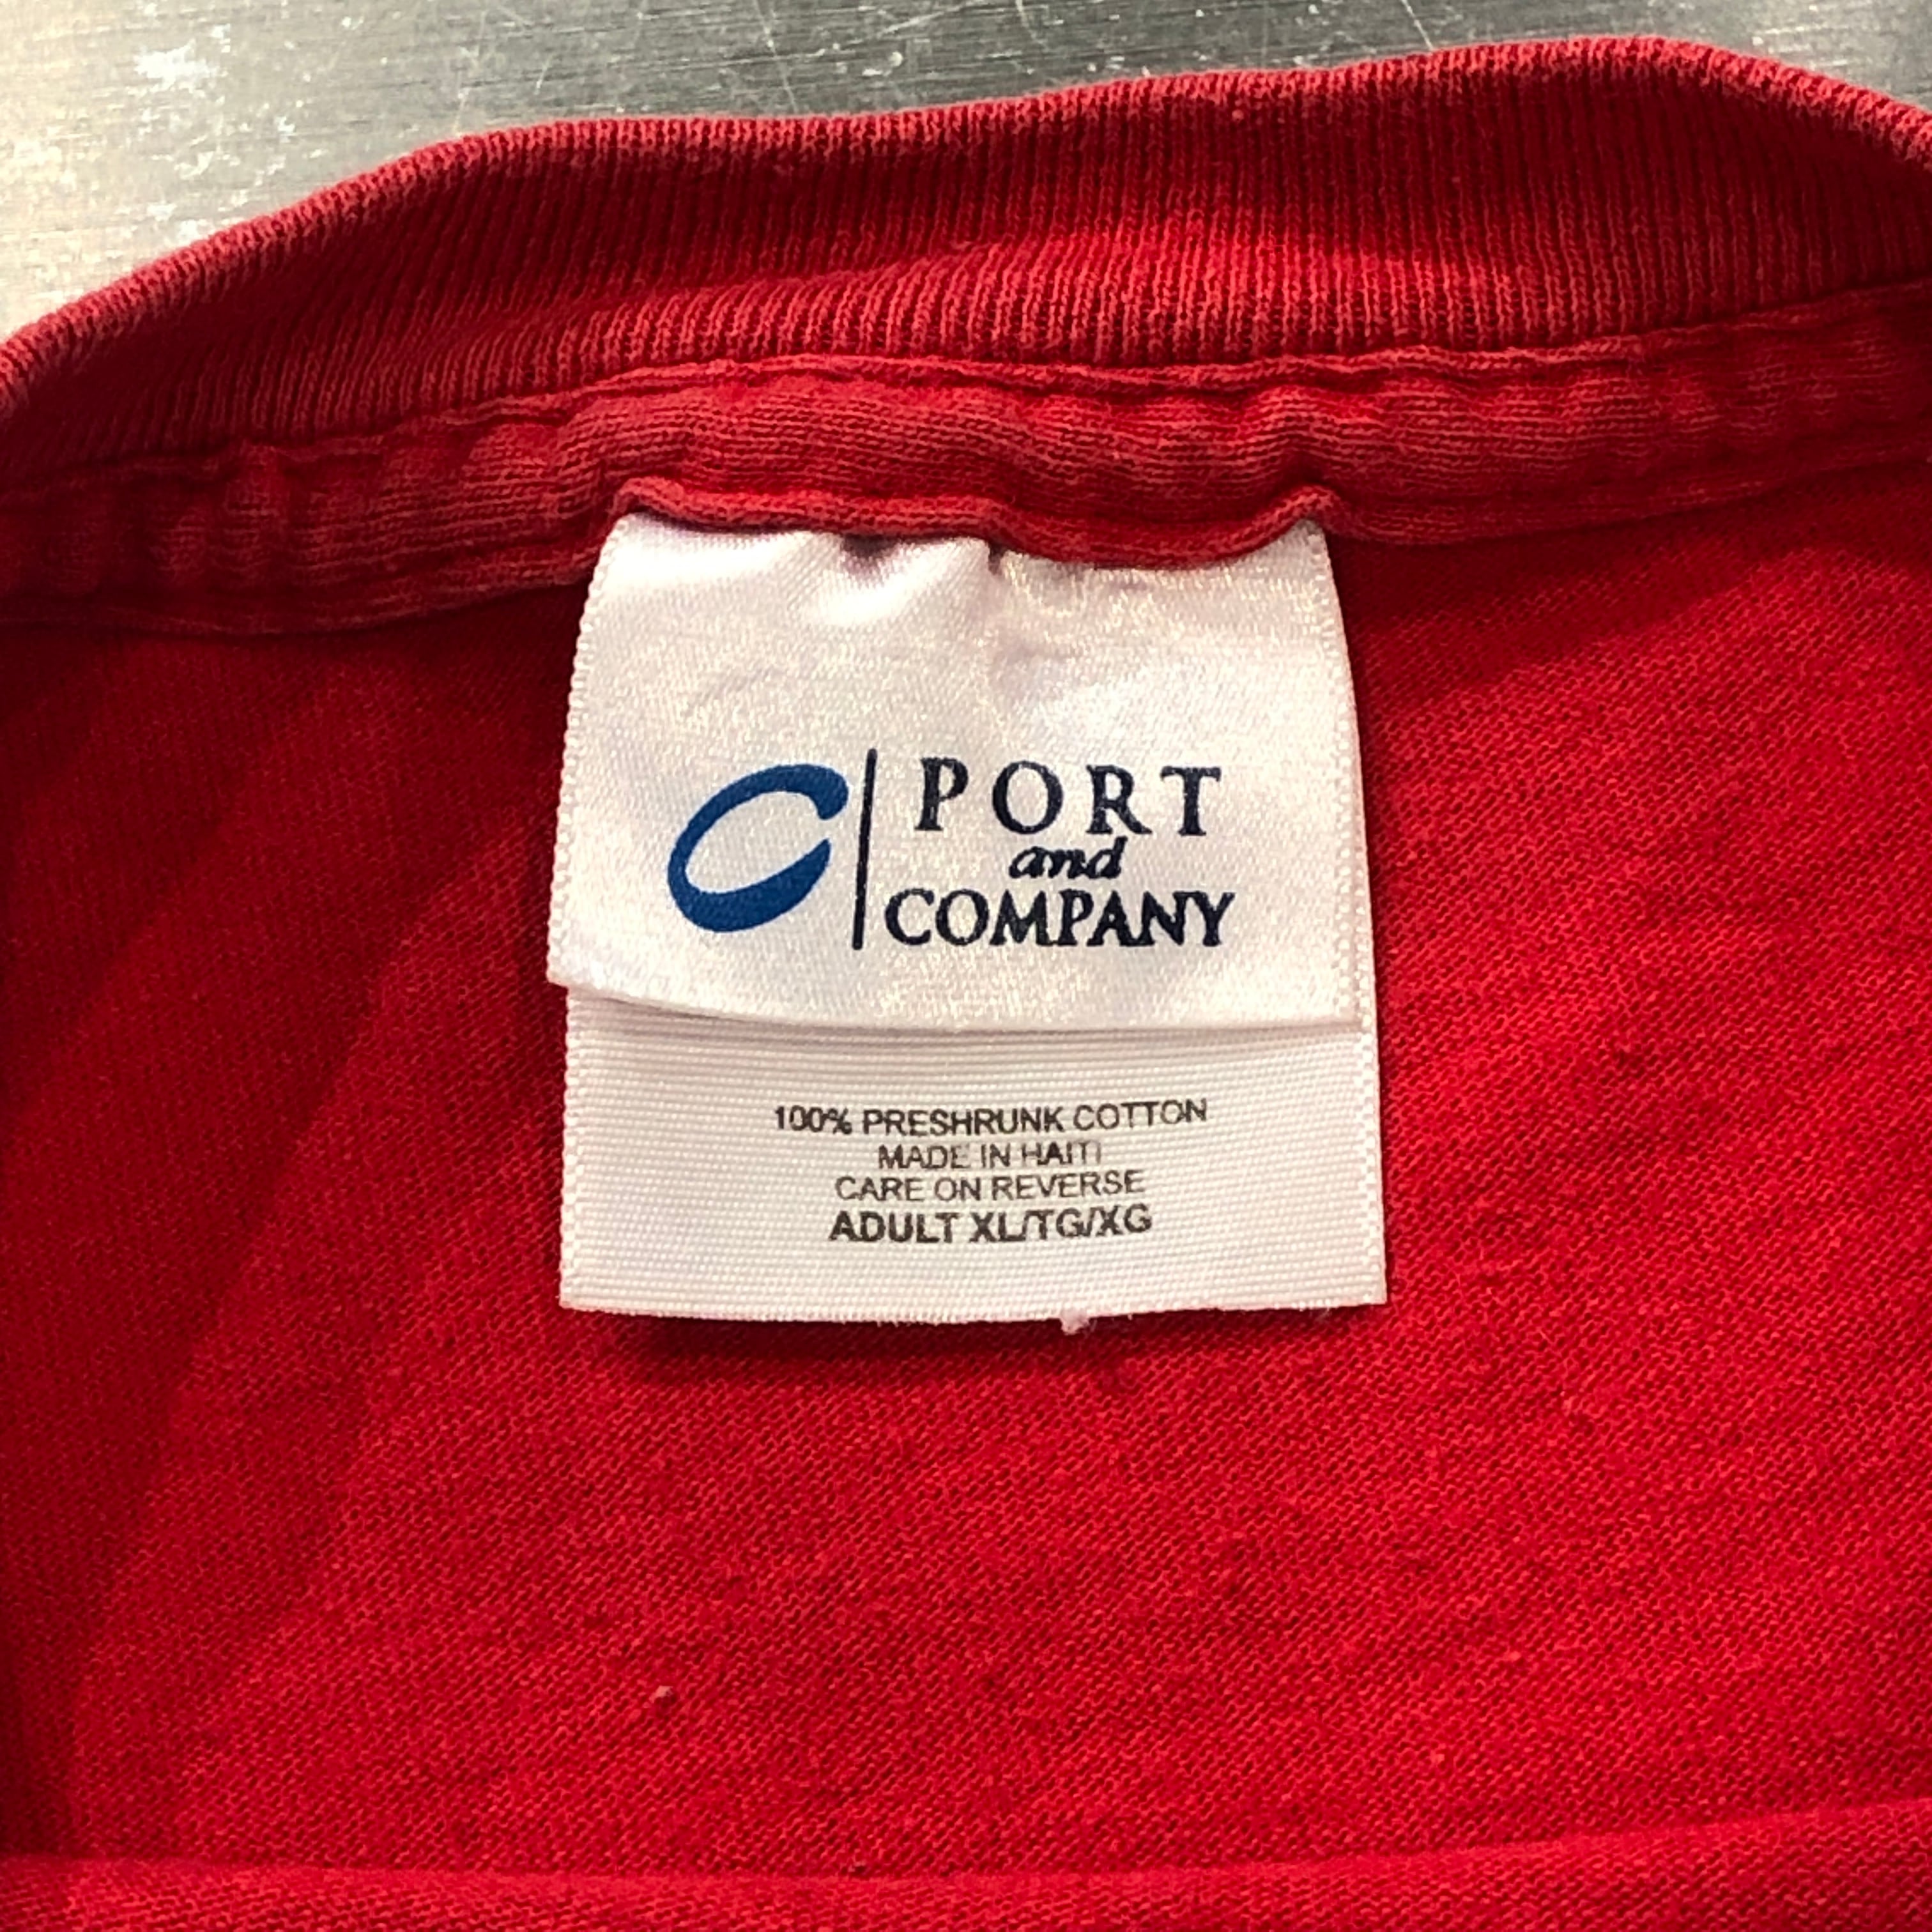 PORT
and
COMPANY
100% PRESHRUNK COTTON
MADE IN HAITI
CARE ON REVERSE
ADULT XL/TG/XG